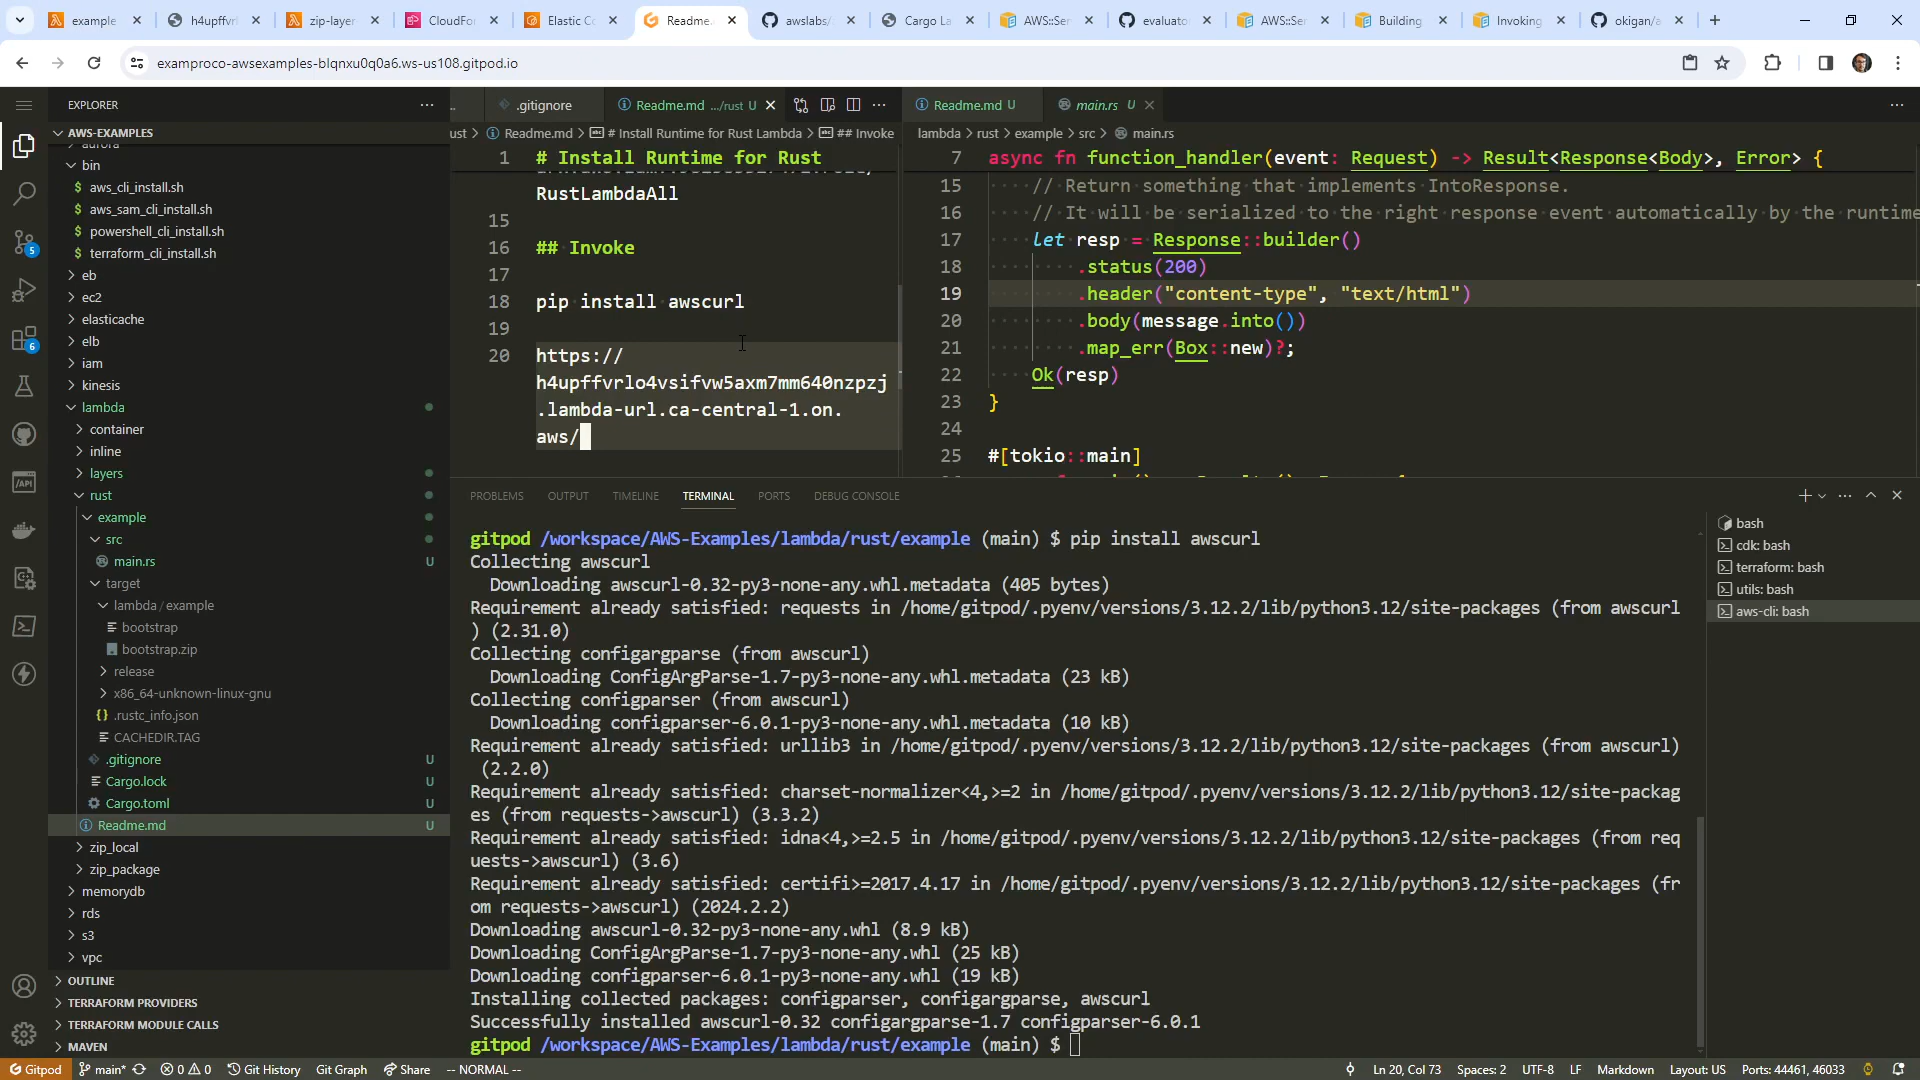 example
h4upffvrl
zip-layer
CloudFor
Elastic Co
Readme.
awslabs/
Cargo La
AWS::Ser
evaluato
AWS::Ser
Building
Invoking
okigan/a
examproco-awsexamples-blqnxu0q0a6.ws-us108.gitpod.io
EXPLORER
AWS-EXAMPLES
aurora
bin
$ aws_cli_install.sh
$ aws_sam_cli_install.sh
$ powershell_cli_install.sh
$ terraform_cli_install.sh
eb
ec2
elasticache
elb
iam
kinesis
lambda
container
inline
layers
rust
example
src
main.rs U
target
lambda / example
bootstrap
bootstrap.zip
release
x86_64-unknown-linux-gnu
{} .rustc_info.json
CACHEDIR.TAG
.gitignore U
Cargo.lock U
Cargo.toml U
Readme.md U
zip_local
zip_package
memorydb
rds
s3
vpc
OUTLINE
TERRAFORM PROVIDERS
TERRAFORM MODULE CALLS
MAVEN
5
6
/API
.gitignore
Readme.md .../rust U
ust > Readme.md > # Install Runtime for Rust Lambda > ## Invoke
1 # Install Runtime for Rust
RustLambdaAll
15
16 ## Invoke
17
18 pip install awscurl
19
20 https://
h4upffvrlo4vsifvw5axm7mm640nzpzj
.lambda-url.ca-central-1.on.
aws/
Readme.md U
main.rs U
lambda > rust > example > src > main.rs
7 async fn function_handler(event: Request) -> Result<Response<Body>, Error> {
15 // Return something that implements IntoResponse.
16 // It will be serialized to the right response event automatically by the runtime
17 let resp = Response::builder()
18 .status(200)
19 .header("content-type", "text/html")
20 .body(message.into())
21 .map_err(Box::new)?;
22 Ok(resp)
23 }
24
25 #[tokio::main]
PROBLEMS OUTPUT TIMELINE TERMINAL PORTS DEBUG CONSOLE
gitpod /workspace/AWS-Examples/lambda/rust/example (main) $ pip install awscurl
Collecting awscurl
Downloading awscurl-0.32-py3-none-any.whl.metadata (405 bytes)
Requirement already satisfied: requests in /home/gitpod/.pyenv/versions/3.12.2/lib/python3.12/site-packages (from awscurl
) (2.31.0)
Collecting configargparse (from awscurl)
Downloading ConfigArgParse-1.7-py3-none-any.whl.metadata (23 kB)
Collecting configparser (from awscurl)
Downloading configparser-6.0.1-py3-none-any.whl.metadata (10 kB)
Requirement already satisfied: urllib3 in /home/gitpod/.pyenv/versions/3.12.2/lib/python3.12/site-packages (from awscurl)
(2.2.0)
Requirement already satisfied: charset-normalizer<4,>=2 in /home/gitpod/.pyenv/versions/3.12.2/lib/python3.12/site-packag
es (from requests->awscurl) (3.3.2)
Requirement already satisfied: idna<4,>=2.5 in /home/gitpod/.pyenv/versions/3.12.2/lib/python3.12/site-packages (from req
uests->awscurl) (3.6)
Requirement already satisfied: certifi>=2017.4.17 in /home/gitpod/.pyenv/versions/3.12.2/lib/python3.12/site-packages (fr
om requests->awscurl) (2024.2.2)
Downloading awscurl-0.32-py3-none-any.whl (8.9 kB)
Downloading ConfigArgParse-1.7-py3-none-any.whl (25 kB)
Downloading configparser-6.0.1-py3-none-any.whl (19 kB)
Installing collected packages: configparser, configargparse, awscurl
Successfully installed awscurl-0.32 configargparse-1.7 configparser-6.0.1
gitpod /workspace/AWS-Examples/lambda/rust/example (main) $
bash
cdk: bash
terraform: bash
utils: bash
aws-cli: bash
Gitpod main* 0 0 Git History Git Graph Share -- NORMAL -- Ln 20, Col 73 Spaces: 2 UTF-8 LF Markdown Layout: US Ports: 44461, 46033